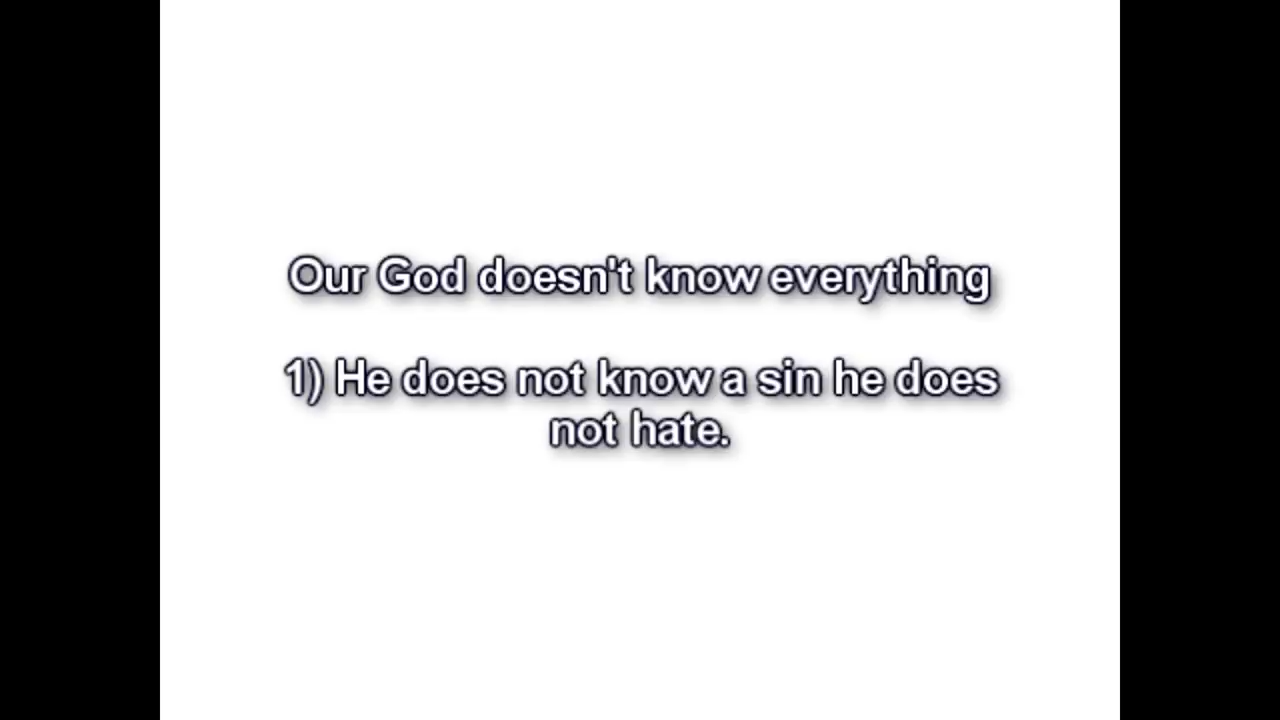 Our God doesn't know everything
1) He does not know a sin he does
not hate.